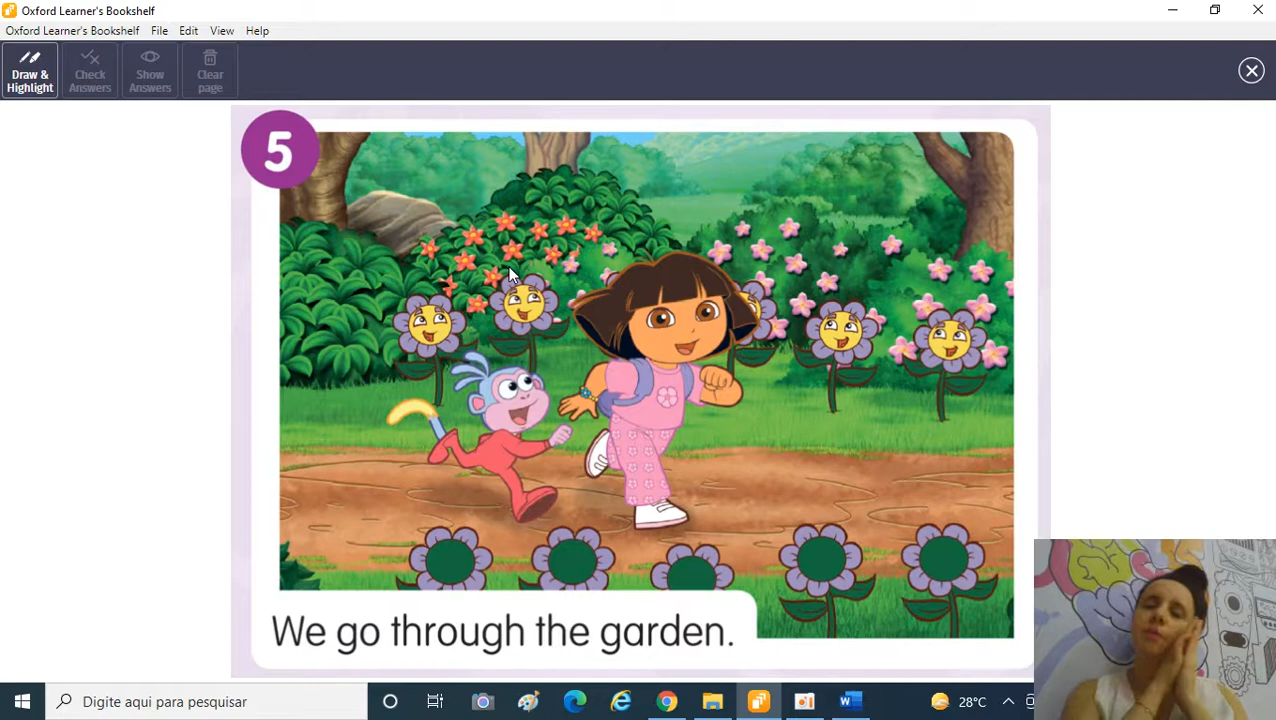 Oxford Learner's Bookshelf
Oxford Learner's Bookshelf File Edit View Help
Draw & Highlight
Check Answers
Show Answers
Clear page
5
We go through the garden.
Digite aqui para pesquisar
28°C